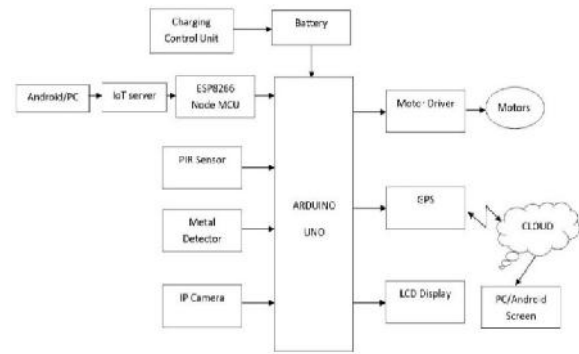 Charging
Control Unit
Battery
Android/PC
IoT server
ESP8266
Node MCU
Motor Driver
Motors
PIR Sensor
ARDUINO
UNO
GPS
CLOUD
Metal
Detector
IP Camera
LCD Display
PC/Android
Screen